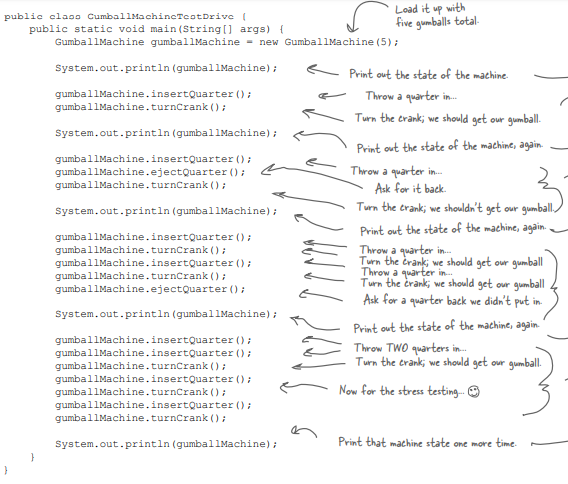 public class GumballMachineTestDrive {
Load it up with
five gumballs total.
public static void main(String[] args) {
GumballMachine gumballMachine = new GumballMachine(5);
System.out.println(gumballMachine);
Print out the state of the machine.
gumballMachine.insertQuarter();
Throw a quarter in...
gumballMachine.turnCrank();
Turn the crank; we should get our gumball.
System.out.println(gumballMachine);
Print out the state of the machine, again.
gumballMachine.insertQuarter();
Throw a quarter in...
gumballMachine.ejectQuarter();
Ask for it back.
gumballMachine.turnCrank();
Turn the crank; we shouldn't get our gumball.
System.out.println(gumballMachine);
Print out the state of the machine, again.
gumballMachine.insertQuarter();
Throw a quarter in...
gumballMachine.turnCrank();
Turn the crank; we should get our gumball
gumballMachine.insertQuarter();
Throw a quarter in...
gumballMachine.turnCrank();
Turn the crank; we should get our gumball
gumballMachine.ejectQuarter();
Ask for a quarter back we didn't put in.
System.out.println(gumballMachine);
Print out the state of the machine, again.
gumballMachine.insertQuarter();
Throw TWO quarters in...
gumballMachine.insertQuarter();
Turn the crank; we should get our gumball.
gumballMachine.turnCrank();
gumballMachine.insertQuarter();
Now for the stress testing... ☺
gumballMachine.turnCrank();
gumballMachine.insertQuarter();
gumballMachine.turnCrank();
System.out.println(gumballMachine);
Print that machine state one more time.
}
}